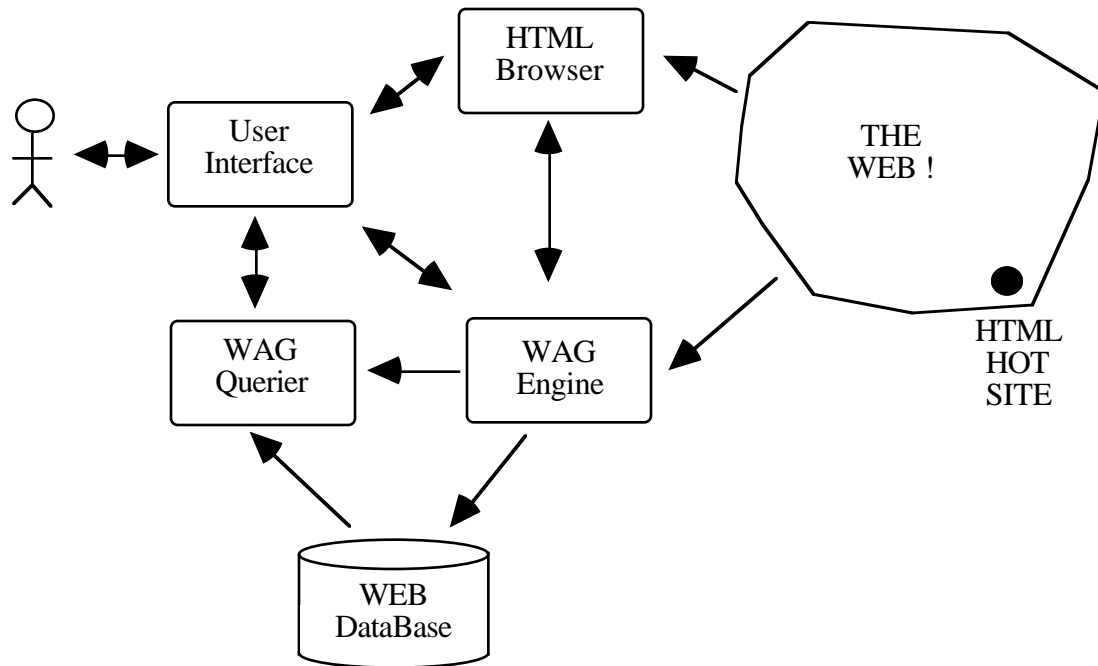 HTML
Browser
User
Interface
THE
WEB !
WAG
Querier
WAG
Engine
HTML
HOT
SITE
WEB
DataBase